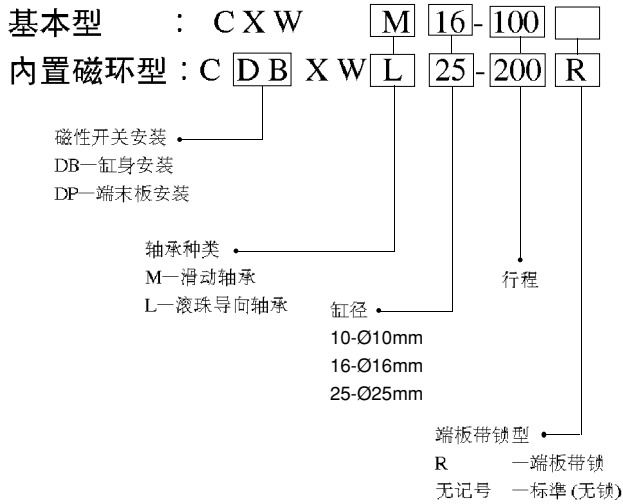 基本型 : CXW M 16-100
内置磁环型:C DB XW L 25-200 R
磁性开关安装
DB—缸身安装
DP—端末板安装
轴承种类
M—滑动轴承
L—滚珠导向轴承
行程
缸径
10-Ø10mm
16-Ø16mm
25-Ø25mm
端板带锁型
R —端板带锁
无记号 —标準(无锁)